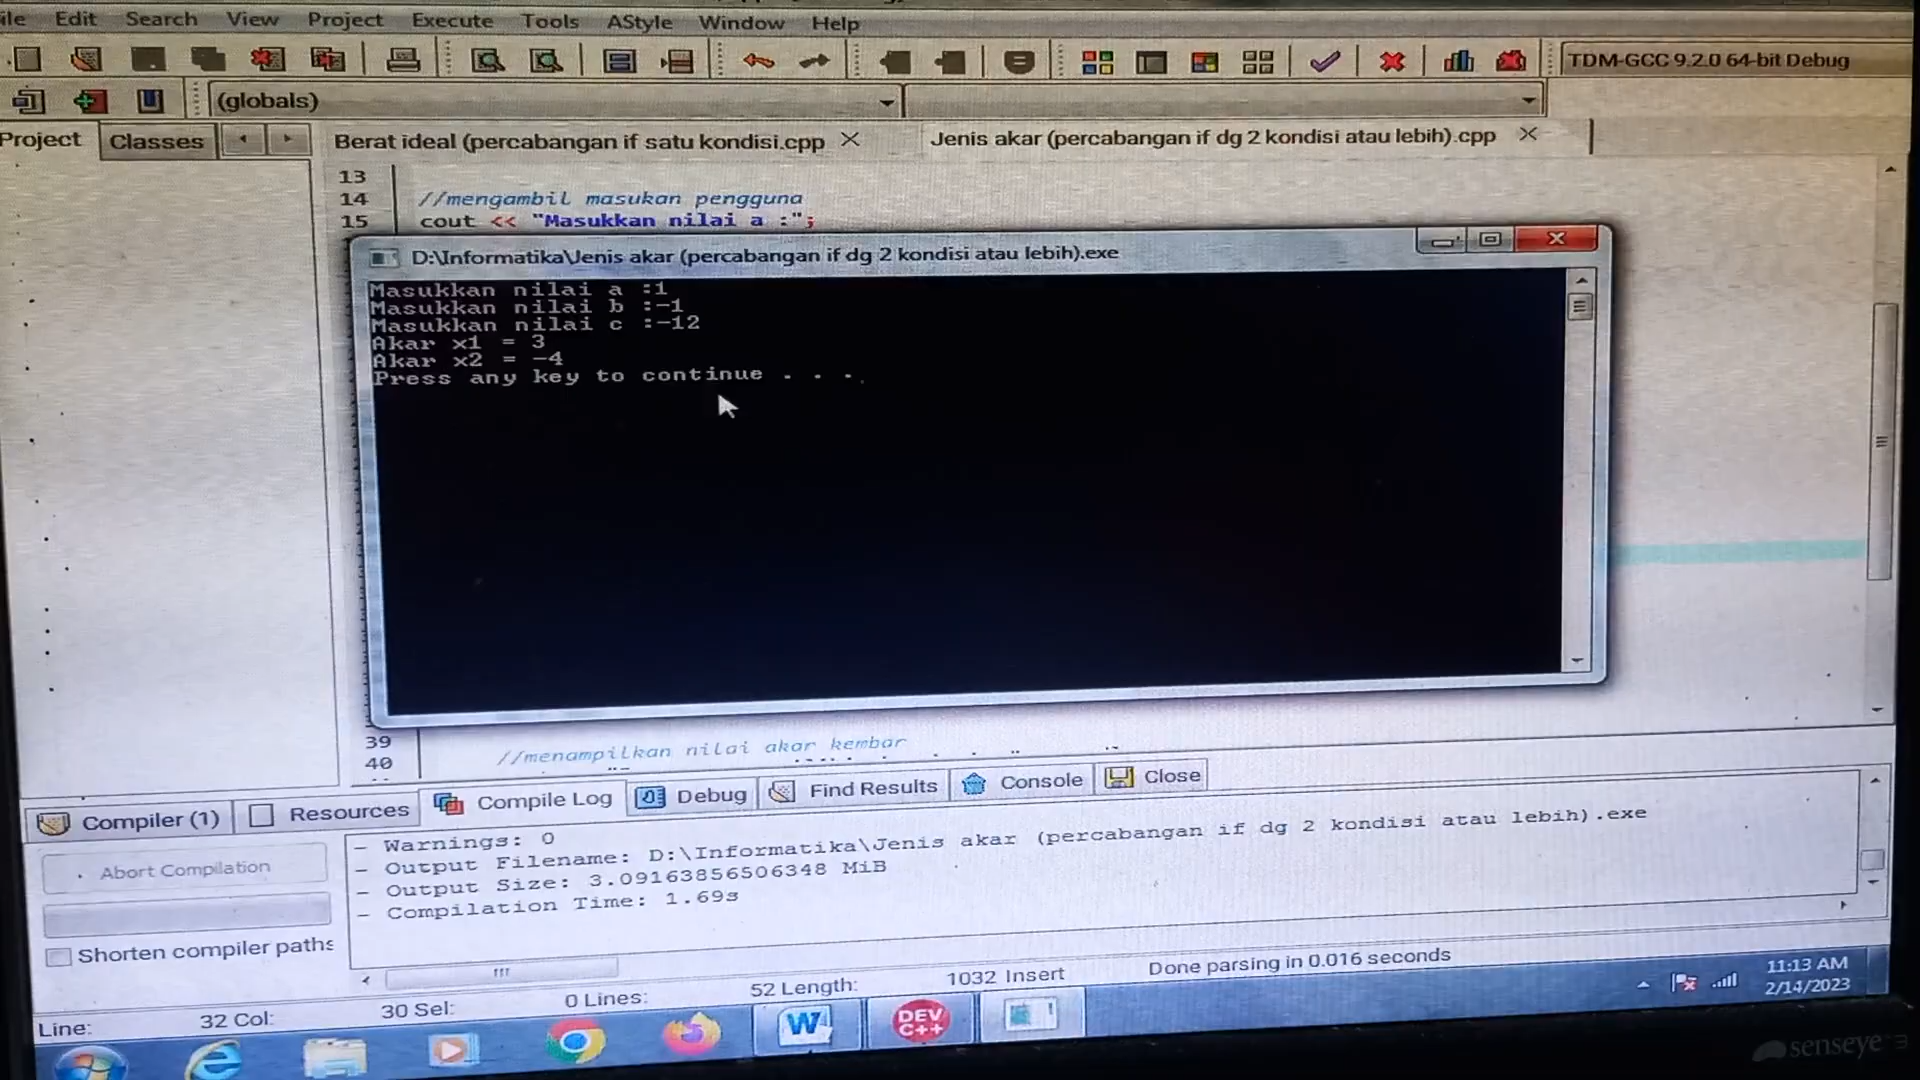 Edit Search View Project Execute Tools AStyle Window Help
TDM-GCC 9.2.0 64-bit Debug
(globals)
Project Classes Berat ideal (percabangan if satu kondisi.cpp Jenis akar (percabangan if dg 2 kondisi atau lebih).cpp
13
14 //mengambil masukan pengguna
15 cout << "Masukkan nilai a :";
D:\Informatika\Jenis akar (percabangan if dg 2 kondisi atau lebih).exe
Masukkan nilai a :1
Masukkan nilai b :-1
Masukkan nilai c :-12
Akar x1 = 3
Akar x2 = -4
Press any key to continue . . .
39 //menampilkan nilai akar kembar
40
Compiler (1) Resources Compile Log Debug Find Results Console Close
Abort Compilation
Shorten compiler paths
- Warnings: 0
- Output Filename: D:\Informatika\Jenis akar (percabangan if dg 2 kondisi atau lebih).exe
- Output Size: 3.09163856506348 MiB
- Compilation Time: 1.69s
Line: 32 Col: 30 Sel: 0 Lines: 52 Length: 1032 Insert Done parsing in 0.016 seconds
DEV C++
11:13 AM
2/14/2023
senseye 3